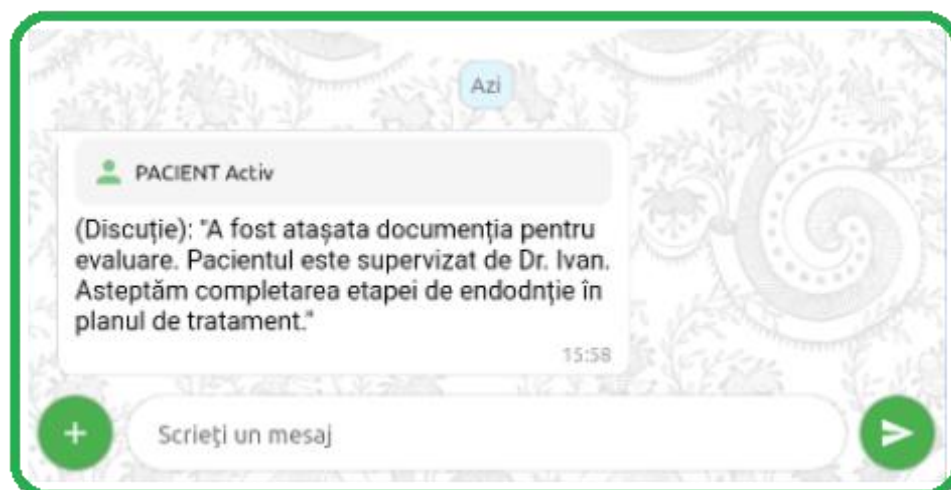 Azi
PACIENT Activ
(Discuție): "A fost atașata documenția pentru
evaluare. Pacientul este supervizat de Dr. Ivan.
Asteptăm completarea etapei de endodnție în
planul de tratament."
15:58
Scrieți un mesaj